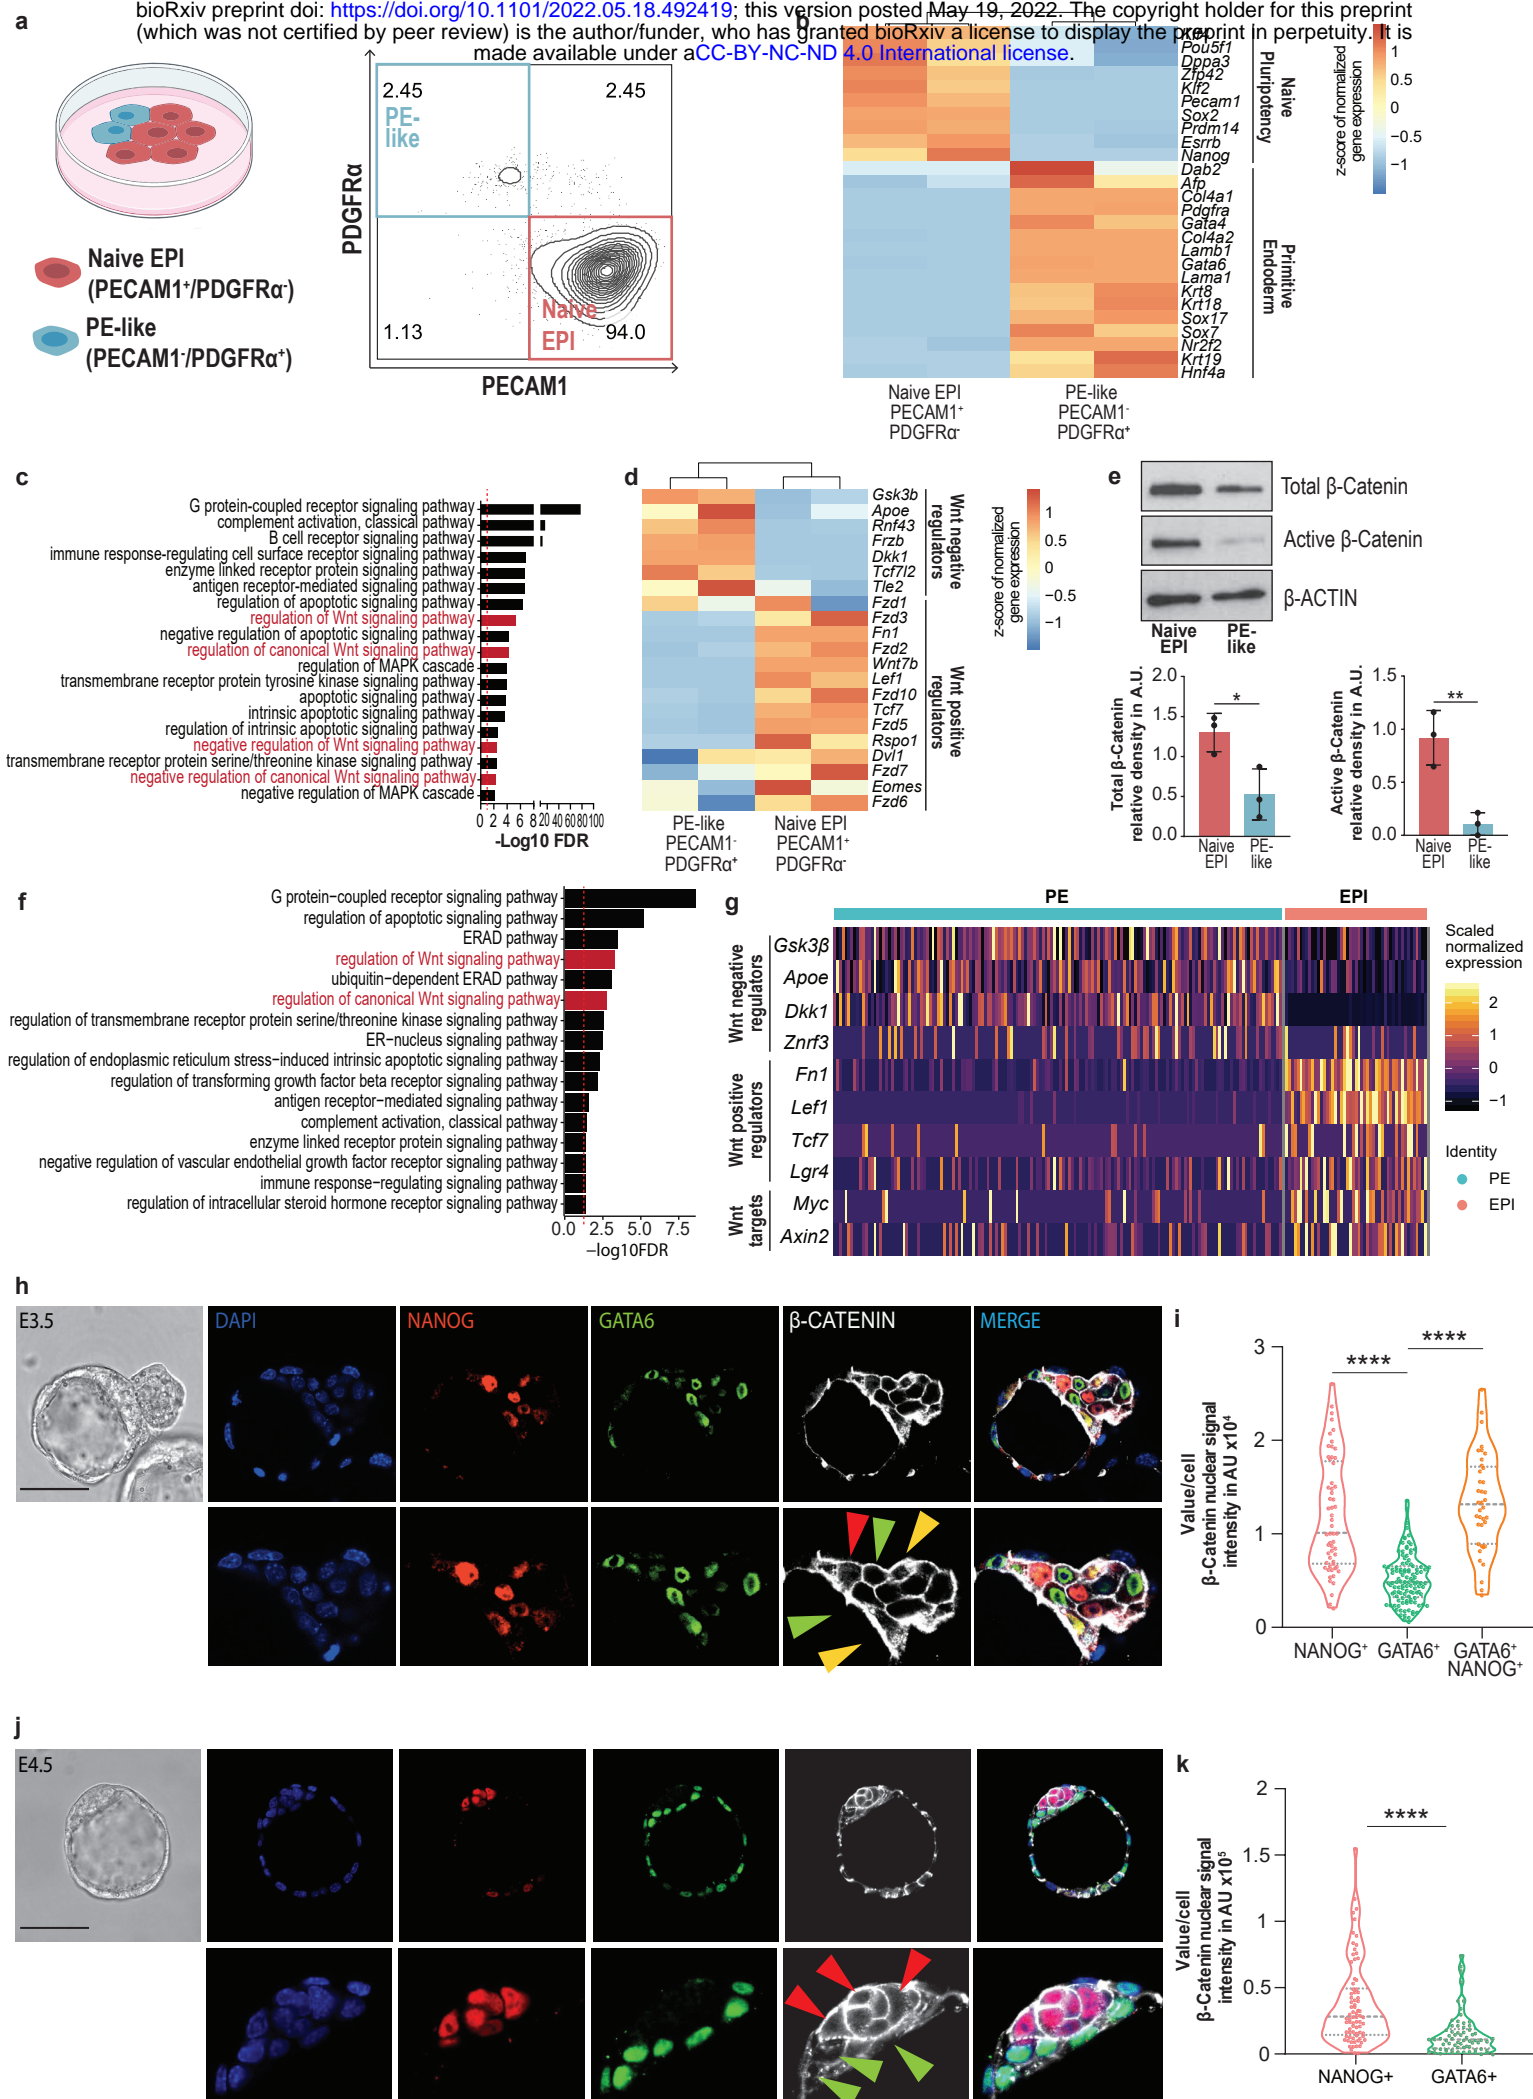 bioRxiv preprint doi: https://doi.org/10.1101/2022.05.18.492419; this version posted May 19, 2022. The copyright holder for this preprint
(which was not certified by peer review) is the author/funder, who has granted bioRxiv a license to display the preprint in perpetuity. It is
made available under aCC-BY-NC-ND 4.0 International license.
a
Naive EPI
(PECAM1+/PDGFRα-)
PE-like
(PECAM1-/PDGFRα+)
PDGFRα
2.45
PE-
like
2.45
1.13
Naive
EPI
94.0
PECAM1
b
Klf4
Pou5f1
Dppa3
Zfp42
Klf2
Pecam1
Sox2
Prdm14
Esrrb
Nanog
Dab2
Afp
Col4a1
Pdgfra
Gata4
Col4a2
Lamb1
Gata6
Lama1
Krt8
Krt18
Sox17
Sox7
Nr2f2
Krt19
Hnf4a
Naive
Pluripotency
Primitive
Endoderm
z-score of normalized
gene expression
1
0.5
0
−0.5
−1
Naive EPI
PECAM1+
PDGFRα-
PE-like
PECAM1-
PDGFRα+
c
G protein-coupled receptor signaling pathway
complement activation, classical pathway
B cell receptor signaling pathway
immune response-regulating cell surface receptor signaling pathway
enzyme linked receptor protein signaling pathway
antigen receptor-mediated signaling pathway
regulation of apoptotic signaling pathway
regulation of Wnt signaling pathway
negative regulation of apoptotic signaling pathway
regulation of canonical Wnt signaling pathway
regulation of MAPK cascade
transmembrane receptor protein tyrosine kinase signaling pathway
apoptotic signaling pathway
intrinsic apoptotic signaling pathway
regulation of intrinsic apoptotic signaling pathway
negative regulation of Wnt signaling pathway
transmembrane receptor protein serine/threonine kinase signaling pathway
negative regulation of canonical Wnt signaling pathway
negative regulation of MAPK cascade
0 2 4 6 8 20 40 60 80 100
-Log10 FDR
d
Gsk3b
Apoe
Rnf43
Frzb
Dkk1
Tcf7l2
Tle2
Fzd1
Fzd3
Fn1
Fzd2
Wnt7b
Lef1
Fzd10
Tcf7
Fzd5
Rspo1
Dvl1
Fzd7
Eomes
Fzd6
Wnt negative
regulators
Wnt positive
regulators
z-score of normalized
gene expression
1
0.5
0
−0.5
−1
PE-like
PECAM1-
PDGFRα+
Naive EPI
PECAM1+
PDGFRα-
e
Total β-Catenin
Active β-Catenin
β-ACTIN
Naive
EPI
PE-
like
Total β-Catenin
relative density in A.U.
2.0
1.5
1.0
0.5
0.0
*
Naive
EPI
PE-
like
Active β-Catenin
relative density in A.U.
1.5
1.0
0.5
0.0
**
Naive
EPI
PE-
like
f
G protein−coupled receptor signaling pathway
regulation of apoptotic signaling pathway
ERAD pathway
regulation of Wnt signaling pathway
ubiquitin−dependent ERAD pathway
regulation of canonical Wnt signaling pathway
regulation of transmembrane receptor protein serine/threonine kinase signaling pathway
ER−nucleus signaling pathway
regulation of endoplasmic reticulum stress−induced intrinsic apoptotic signaling pathway
regulation of transforming growth factor beta receptor signaling pathway
antigen receptor−mediated signaling pathway
complement activation, classical pathway
enzyme linked receptor protein signaling pathway
negative regulation of vascular endothelial growth factor receptor signaling pathway
immune response−regulating signaling pathway
regulation of intracellular steroid hormone receptor signaling pathway
0.0 2.5 5.0 7.5
−log10FDR
g
PE
EPI
Wnt negative
regulators
Wnt positive
regulators
Wnt
targets
Gsk3β
Apoe
Dkk1
Znrf3
Fn1
Lef1
Tcf7
Lgr4
Myc
Axin2
Scaled
normalized
expression
2
1
0
−1
Identity
PE
EPI
h
E3.5
DAPI
NANOG
GATA6
β-CATENIN
MERGE
i
Value/cell
β-Catenin nuclear signal
intensity in AU x10⁴
3
2
1
0
****
****
NANOG+
GATA6+
GATA6+
NANOG+
j
E4.5
k
Value/cell
β-Catenin nuclear signal
intensity in AU x10⁵
2
1.5
1
0.5
0
****
NANOG+
GATA6+